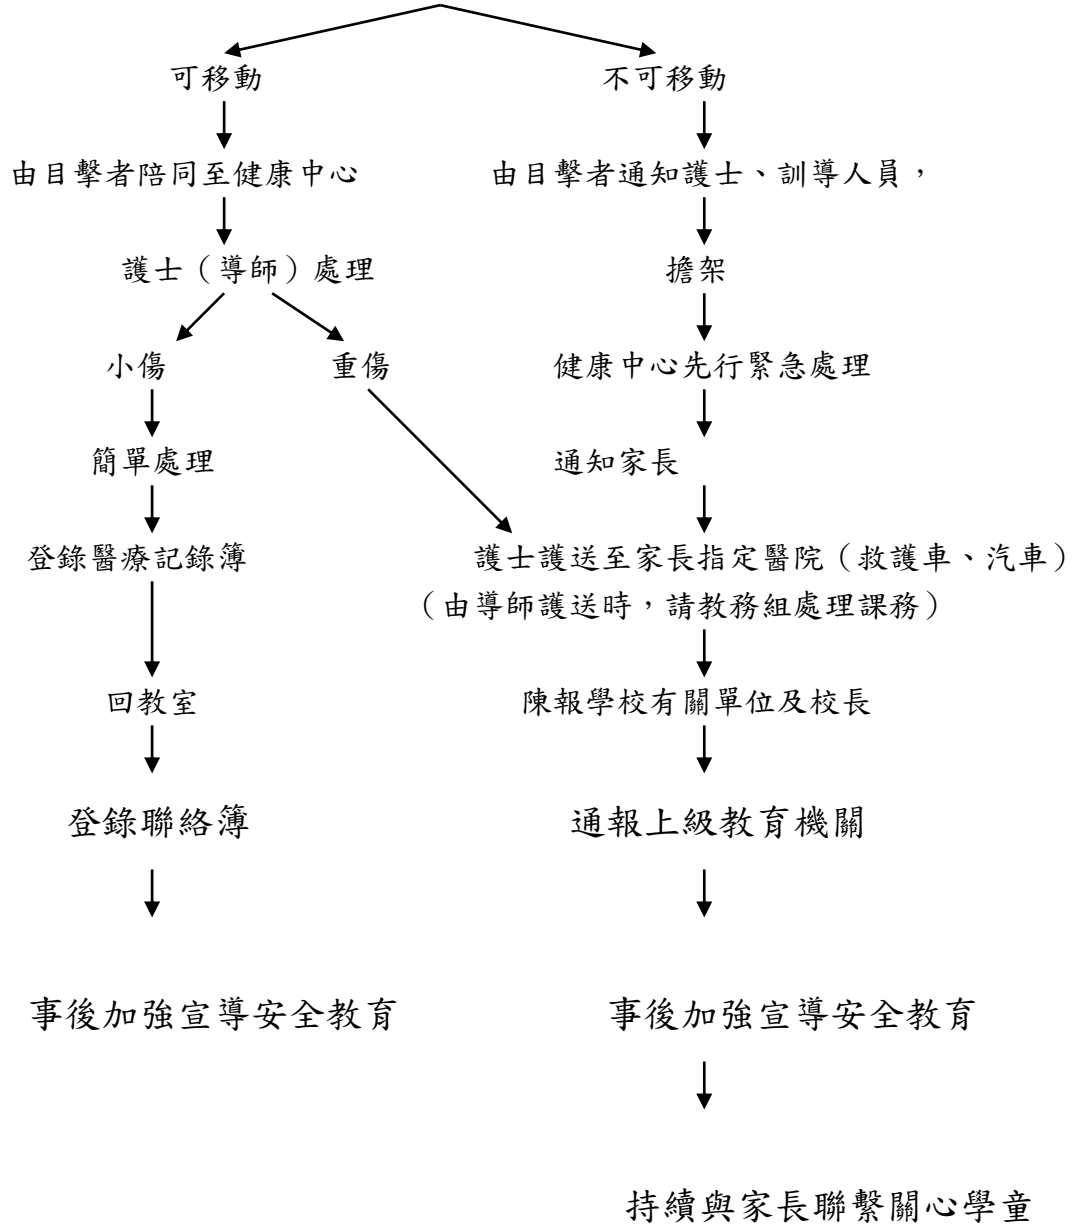 可移動
不可移動
由目擊者陪同至健康中心
由目擊者通知護士、訓導人員，
護士（導師）處理
擔架
小傷
重傷
健康中心先行緊急處理
簡單處理
通知家長
登錄醫療記錄簿
護士護送至家長指定醫院（救護車、汽車）
（由導師護送時，請教務組處理課務）
回教室
陳報學校有關單位及校長
登錄聯絡簿
通報上級教育機關
事後加強宣導安全教育
事後加強宣導安全教育
持續與家長聯繫關心學童